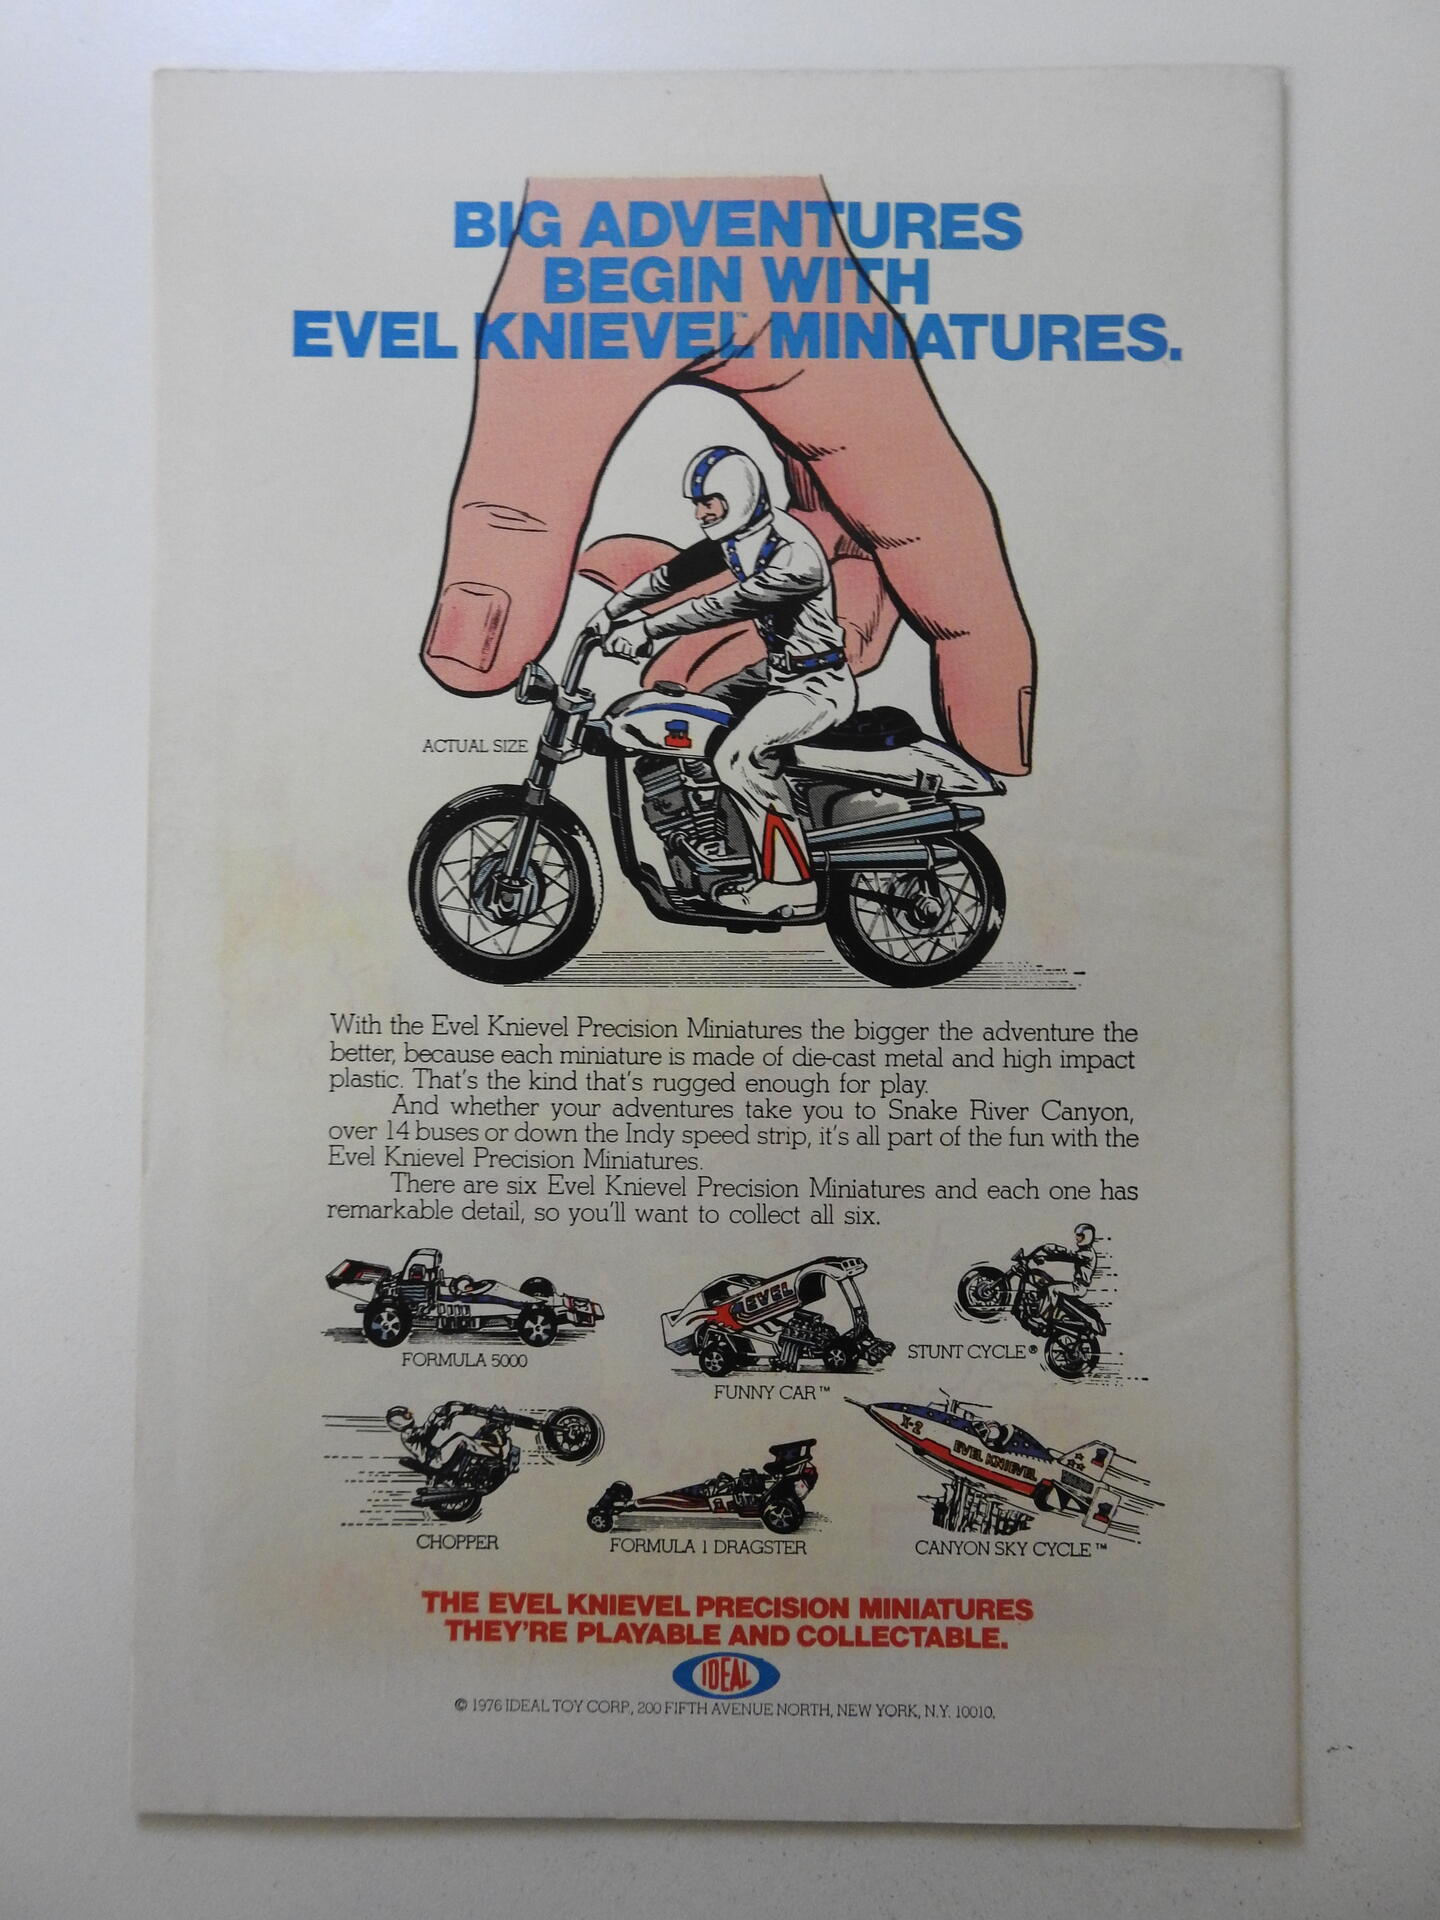 BIG ADVENTURES
BEGIN WITH
EVEL KNIEVEL™ MINIATURES.
ACTUAL SIZE
1
With the Evel Knievel Precision Miniatures the bigger the adventure the
better, because each miniature is made of die-cast metal and high impact
plastic. That's the kind that's rugged enough for play.
And whether your adventures take you to Snake River Canyon,
over 14 buses or down the Indy speed strip, it's all part of the fun with the
Evel Knievel Precision Miniatures.
There are six Evel Knievel Precision Miniatures and each one has
remarkable detail, so you'll want to collect all six.
EVEL
FORMULA 5000
STUNT CYCLE®
FUNNY CAR™
X-2
EVEL KNIEVEL
1
1
CHOPPER
FORMULA 1 DRAGSTER
CANYON SKY CYCLE™
THE EVEL KNIEVEL PRECISION MINIATURES
THEY'RE PLAYABLE AND COLLECTABLE.
IDEAL
© 1976 IDEAL TOY CORP., 200 FIFTH AVENUE NORTH, NEW YORK, N.Y. 10010.